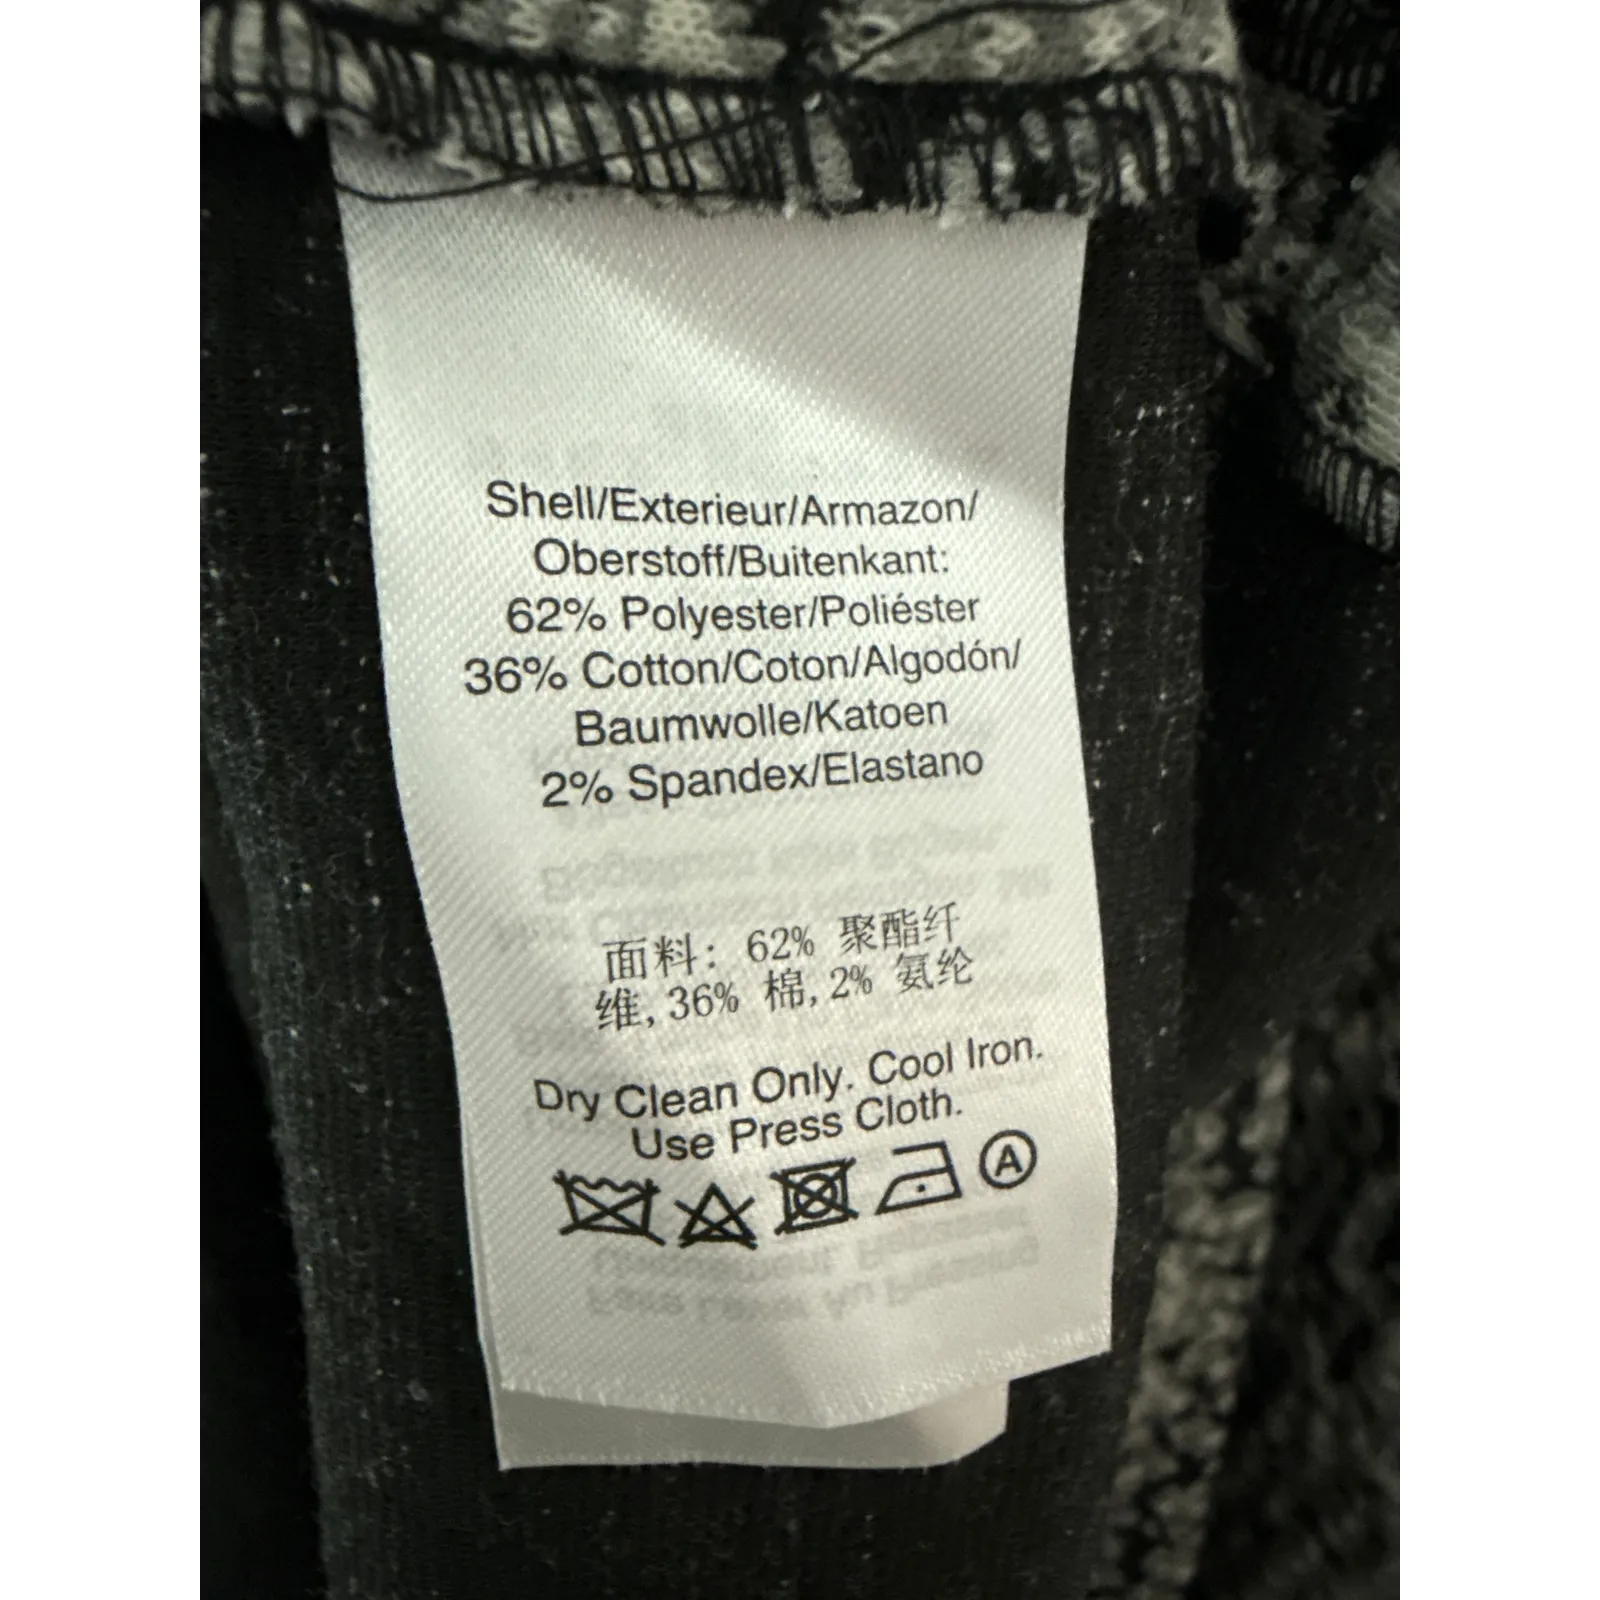 Shell/Exterieur/Armazon/
Oberstoff/Buitenkant:
62% Polyester/Poliéster
36% Cotton/Coton/Algodón/
Baumwolle/Katoen
2% Spandex/Elastano
面料: 62% 聚酯纤
维, 36% 棉, 2% 氨纶
Dry Clean Only. Cool Iron.
Use Press Cloth.
A